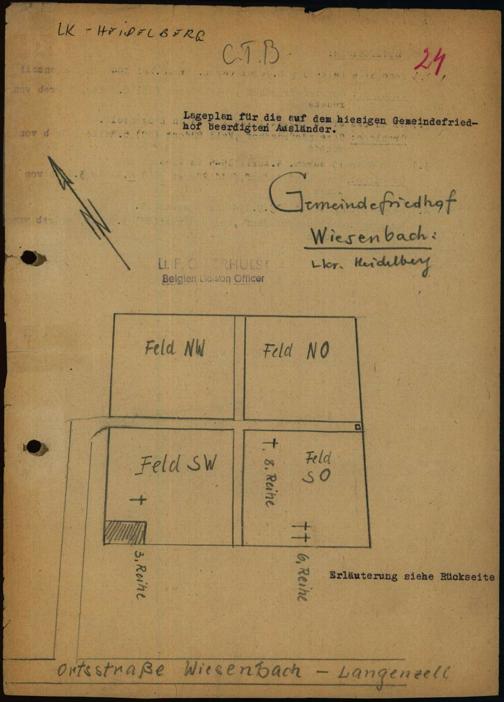 LK - HEIDELBERG
C.T.B
24.
Lageplan für die auf dem hiesigen Gemeindefried-
hof beerdigten Ausländer.
Gemeindefriedhof
Wiesenbach:
Lkr. Heidelberg
Lt. F.
Belgian Liaison Officer
Feld NW
Feld NO
Feld SW
8. Reihe
Feld
SO
3. Reihe
6. Reihe
Erläuterung siehe Rückseite
Ortsstraße Wiesenbach - Langenzell